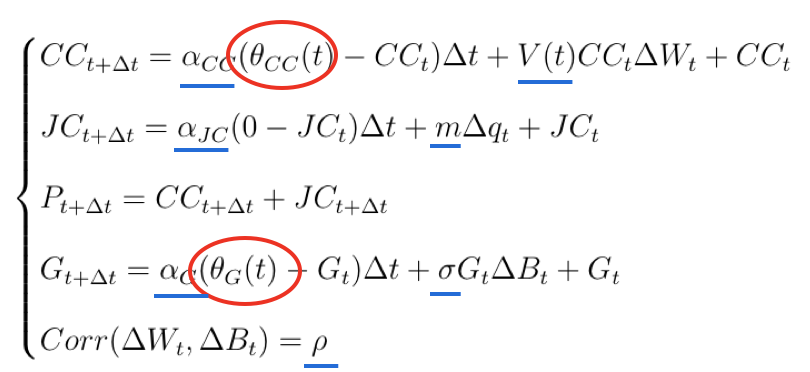 CC_{t+Δt} = α_{CC}(θ_{CC}(t) − CC_t)Δt + V(t)CC_tΔW_t + CC_t
JC_{t+Δt} = α_{JC}(0 − JC_t)Δt + mΔq_t + JC_t
P_{t+Δt} = CC_{t+Δt} + JC_{t+Δt}
G_{t+Δt} = α_G(θ_G(t) − G_t)Δt + σG_tΔB_t + G_t
Corr(ΔW_t, ΔB_t) = ρ